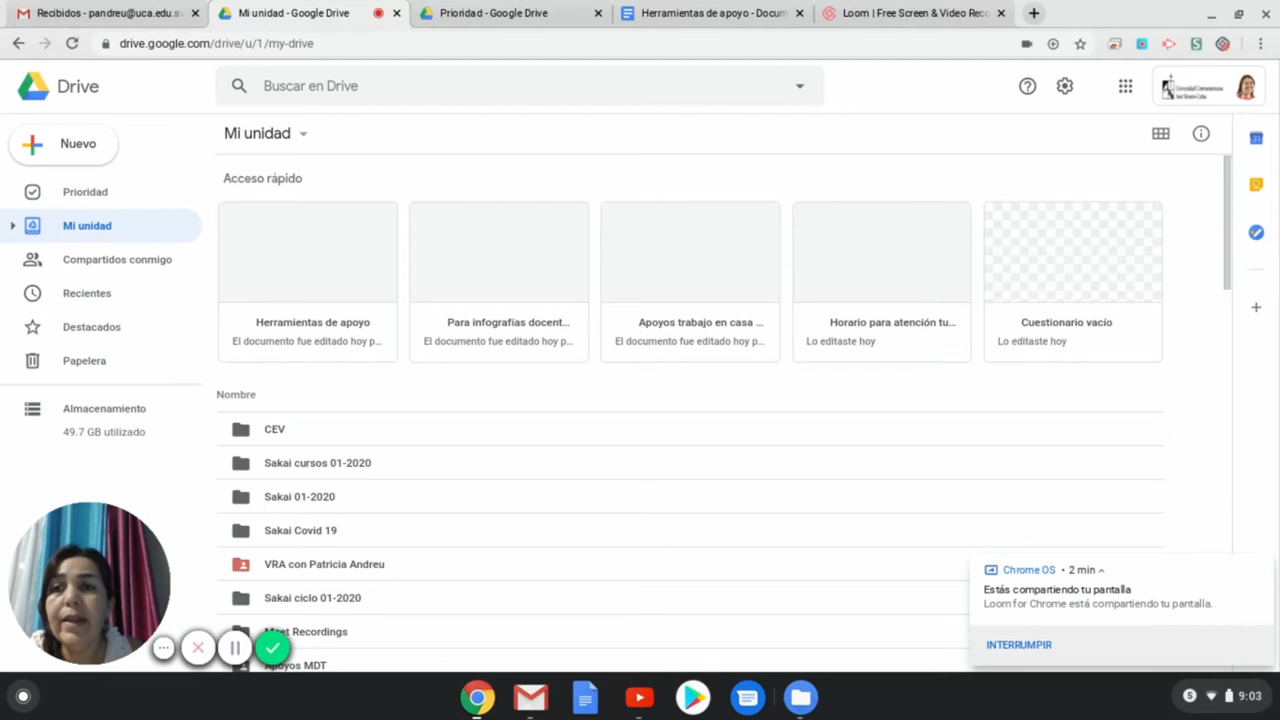 Recibidos - pandreu@uca.edu.sv
Mi unidad - Google Drive
Prioridad - Google Drive
Herramientas de apoyo - Docum
Loom | Free Screen & Video Reco
drive.google.com/drive/u/1/my-drive
Drive
Buscar en Drive
Nuevo
Mi unidad
Prioridad
Mi unidad
Compartidos conmigo
Recientes
Destacados
Papelera
Almacenamiento
49.7 GB utilizado
Acceso rápido
Herramientas de apoyo
El documento fue editado hoy p...
Para infografías docent...
El documento fue editado hoy p...
Apoyos trabajo en casa ...
El documento fue editado hoy p...
Horario para atención tu...
Lo editaste hoy
Cuestionario vacío
Lo editaste hoy
Nombre
CEV
Sakai cursos 01-2020
Sakai 01-2020
Sakai Covid 19
VRA con Patricia Andreu
Sakai ciclo 01-2020
Meet Recordings
Apoyos MDT
Chrome OS • 2 min
Estás compartiendo tu pantalla
Loom for Chrome está compartiendo tu pantalla.
INTERRUMPIR
5
9:03